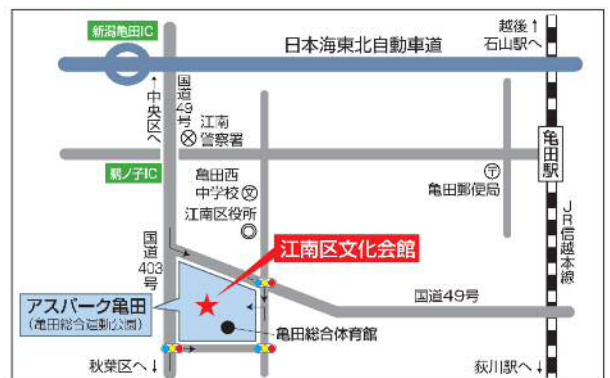 新潟亀田IC
越後↑
石山駅へ
日本海東北自動車道
↑中央区へ
国道49号
江南
警察署
亀田駅
鵜ノ子IC
亀田西
中学校
文
〒
亀田郵便局
江南区役所
JR信越本線
国道403号
江南区文化会館
アスパーク亀田
(亀田総合運動公園)
国道49号
亀田総合体育館
秋葉区へ↓
荻川駅へ↓